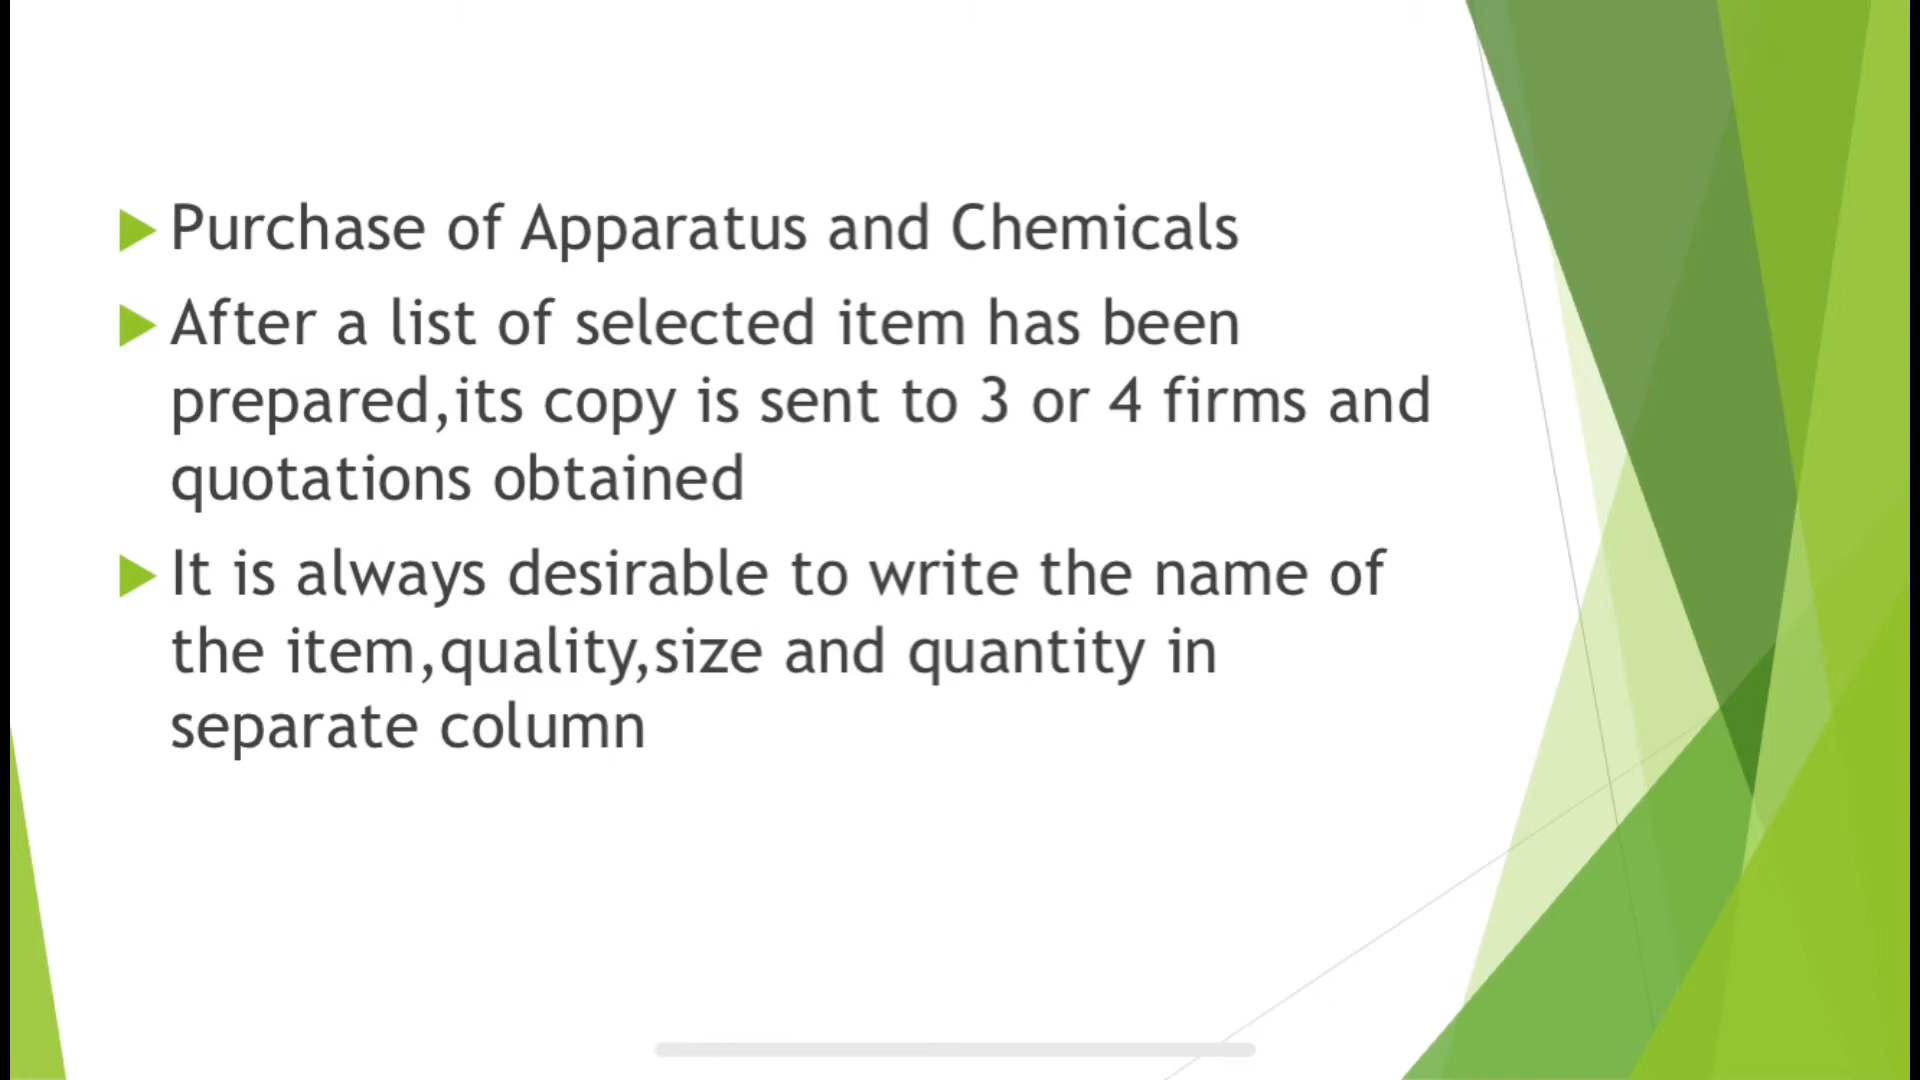 Purchase of Apparatus and Chemicals
After a list of selected item has been
prepared,its copy is sent to 3 or 4 firms and
quotations obtained
It is always desirable to write the name of
the item,quality,size and quantity in
separate column